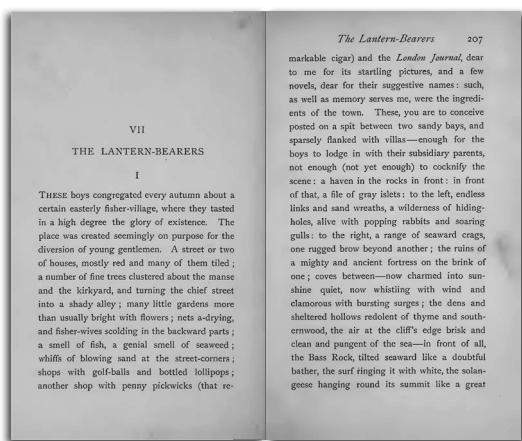 VII
THE LANTERN-BEARERS
I
THESE boys congregated every autumn about a
certain easterly fisher-village, where they tasted
in a high degree the glory of existence. The
place was created seemingly on purpose for the
diversion of young gentlemen. A street or two
of houses, mostly red and many of them tiled;
a number of fine trees clustered about the manse
and the kirkyard, and turning the chief street
into a shady alley; many little gardens more
than usually bright with flowers; nets a-drying,
and fisher-wives scolding in the backward parts;
a smell of fish, a genial smell of seaweed;
whiffs of blowing sand at the street-corners;
shops with golf-balls and bottled lollipops;
another shop with penny pickwicks (that re-
The Lantern-Bearers 207
markable cigar) and the London Journal, dear
to me for its startling pictures, and a few
novels, dear for their suggestive names: such,
as well as memory serves me, were the ingredi-
ents of the town. These, you are to conceive
posted on a spit between two sandy bays, and
sparsely flanked with villas—enough for the
boys to lodge in with their subsidiary parents,
not enough (not yet enough) to cocknify the
scene: a haven in the rocks in front: in front
of that, a file of gray islets: to the left, endless
links and sand wreaths, a wilderness of hiding-
holes, alive with popping rabbits and soaring
gulls: to the right, a range of seaward crags,
one rugged brow beyond another; the ruins of
a mighty and ancient fortress on the brink of
one; coves between—now charmed into sun-
shine quiet, now whistling with wind and
clamorous with bursting surges; the dens and
sheltered hollows redolent of thyme and south-
ernwood, the air at the cliff's edge brisk and
clean and pungent of the sea—in front of all,
the Bass Rock, tilted seaward like a doubtful
bather, the surf ringing it with white, the solan-
geese hanging round its summit like a great